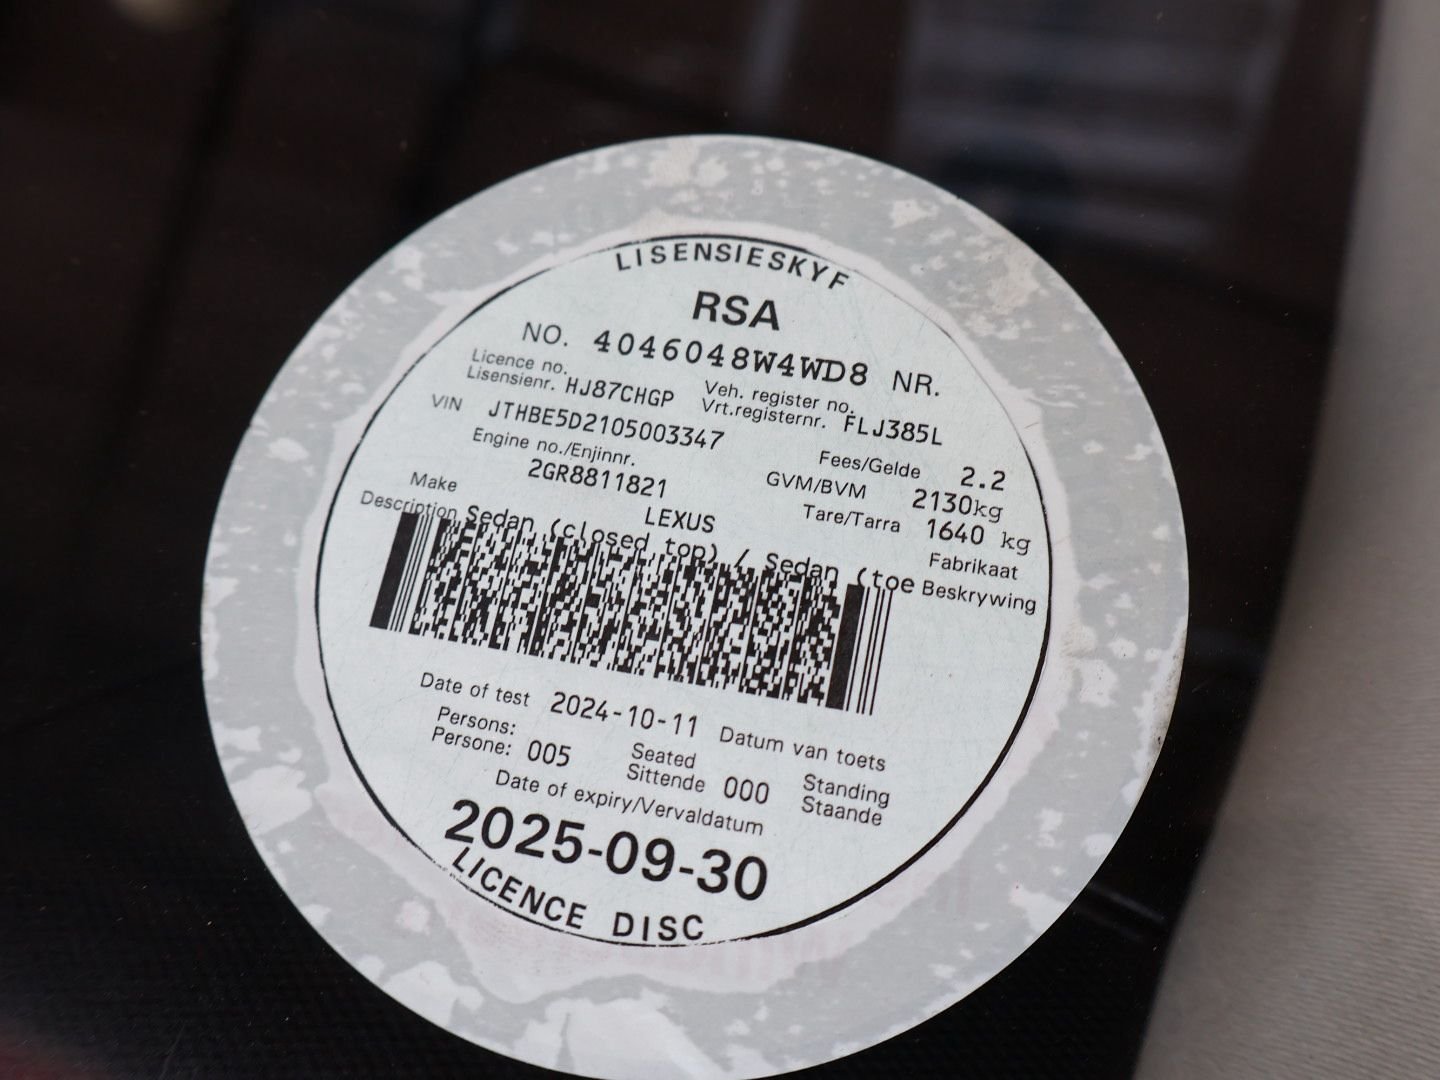 LISENSIESKYF
RSA
NO. 4046048W4WD8 NR.
Licence no. Lisensienr. HJ87CHGP Veh. register no. Vrt.registernr. FLJ385L
VIN JTHBE5D2105003347
Fees/Gelde 2.2
Engine no./Enjinnr.
2GR8811821
GVM/BVM 2130kg
Tare/Tarra 1640 kg
Make LEXUS Fabrikaat
Description Sedan (closed top) / Sedan (toe Beskrywing
Date of test 2024-10-11 Datum van toets
Persons: Seated Standing
Persone: 005 Sittende 000 Staande
Date of expiry/Vervaldatum
2025-09-30
LICENCE DISC